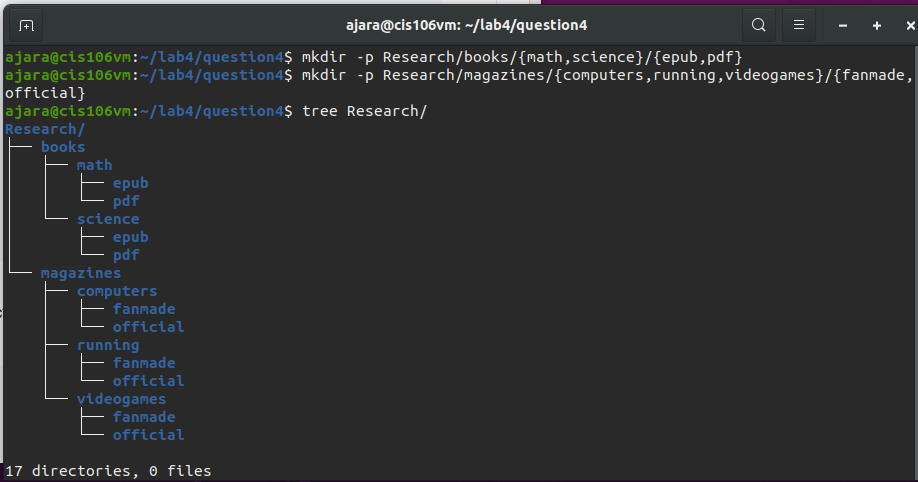 ajara@cis106vm: ~/lab4/question4
ajara@cis106vm:~/lab4/question4$ mkdir -p Research/books/{math,science}/{epub,pdf}
ajara@cis106vm:~/lab4/question4$ mkdir -p Research/magazines/{computers,running,videogames}/{fanmade,
official}
ajara@cis106vm:~/lab4/question4$ tree Research/
Research/
├── books
│   ├── math
│   │   ├── epub
│   │   └── pdf
│   └── science
│       ├── epub
│       └── pdf
└── magazines
    ├── computers
    │   ├── fanmade
    │   └── official
    ├── running
    │   ├── fanmade
    │   └── official
    └── videogames
        ├── fanmade
        └── official
17 directories, 0 files